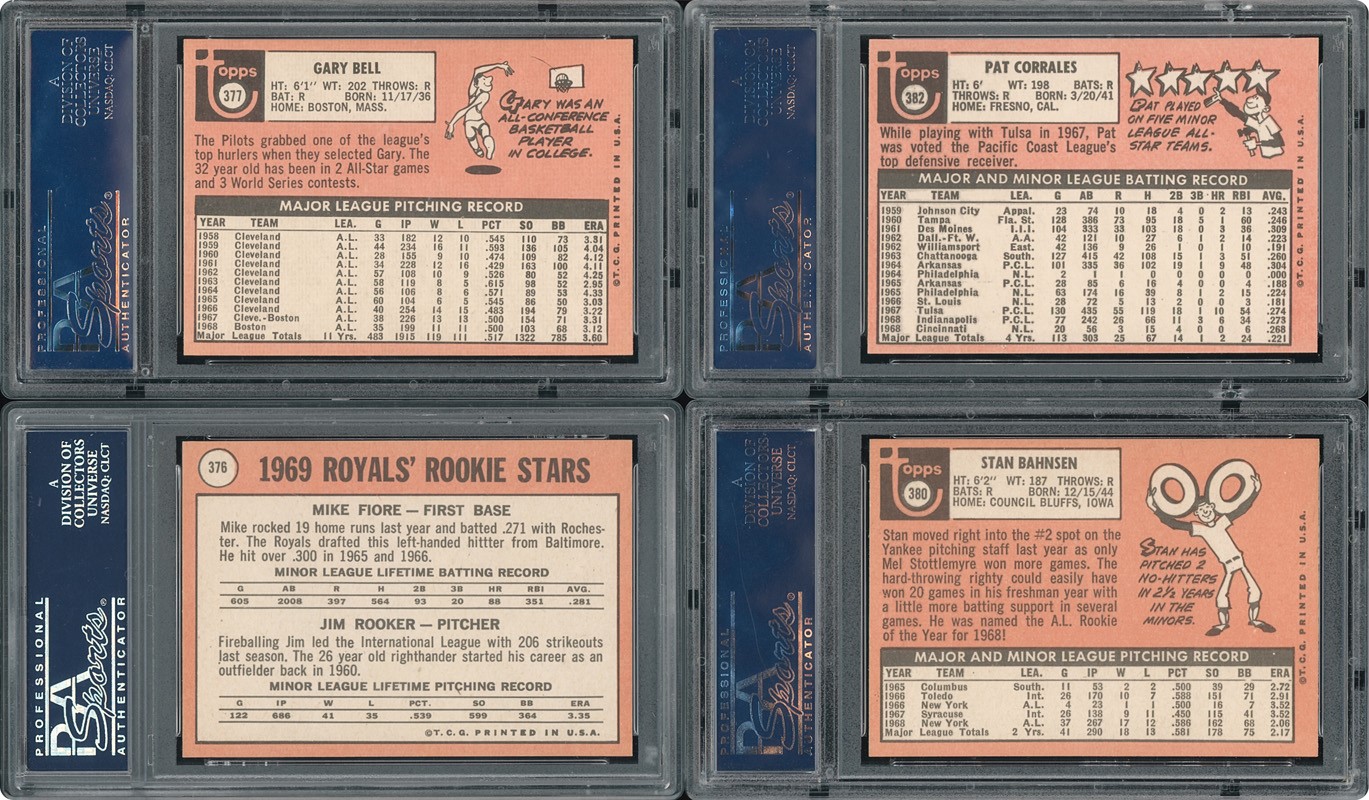 A
DIVISION OF
COLLECTORS
UNIVERSE
NASDAQ: CLCT
PROFESSIONAL
PSA
Sports®
AUTHENTICATOR
topps
377
GARY BELL
HT: 6'1" WT: 202 THROWS: R
BAT: R BORN: 11/17/36
HOME: BOSTON, MASS.
The Pilots grabbed one of the league's
top hurlers when they selected Gary. The
32 year old has been in 2 All-Star games
and 3 World Series contests.
GARY WAS AN
ALL-CONFERENCE
BASKETBALL
PLAYER
IN COLLEGE.
MAJOR LEAGUE PITCHING RECORD
YEAR TEAM LEA. G IP W L PCT SO BB ERA
1958 Cleveland A.L. 33 182 12 10 .545 110 73 3.31
1959 Cleveland A.L. 44 234 16 11 .593 136 105 4.04
1960 Cleveland A.L. 28 155 9 10 .474 109 82 4.12
1961 Cleveland A.L. 34 228 12 16 .429 163 100 4.11
1962 Cleveland A.L. 57 108 10 9 .526 80 52 4.25
1963 Cleveland A.L. 58 119 8 5 .615 98 52 2.95
1964 Cleveland A.L. 56 106 8 6 .571 89 53 4.33
1965 Cleveland A.L. 60 104 6 5 .545 86 50 3.03
1966 Cleveland A.L. 40 254 14 15 .483 194 79 3.22
1967 Cleve.-Boston A.L. 38 226 13 13 .500 154 71 3.31
1968 Boston A.L. 35 199 11 11 .500 103 68 3.12
Major League Totals 11 Yrs. 483 1915 119 111 .517 1322 785 3.60
©T.C.G. PRINTED IN U.S.A.
A
DIVISION OF
COLLECTORS
UNIVERSE
NASDAQ: CLCT
PROFESSIONAL
PSA
Sports®
AUTHENTICATOR
topps
382
PAT CORRALES
HT: 6' WT: 198 BATS: R
THROWS: R BORN: 3/20/41
HOME: FRESNO, CAL.
While playing with Tulsa in 1967, Pat
was voted the Pacific Coast League's
top defensive receiver.
PAT PLAYED
ON FIVE MINOR
LEAGUE ALL-
STAR TEAMS.
MAJOR AND MINOR LEAGUE BATTING RECORD
YEAR TEAM LEA. G AB R H 2B 3B HR RBI AVG.
1959 Johnson City Appal. 23 74 10 18 4 0 2 13 .243
1960 Tampa Fla. St. 128 386 73 95 18 5 1 60 .246
1961 Des Moines I.I.I. 104 333 33 103 18 0 3 36 .309
1962 Dall.-Ft. W. A.A. 42 121 10 27 6 1 2 14 .223
1962 Williamsport East. 42 136 9 26 1 0 1 10 .191
1963 Chattanooga South. 127 415 42 108 15 1 3 51 .260
1964 Arkansas P.C.L. 101 335 36 102 19 1 9 48 .304
1964 Philadelphia N.L. 2 1 1 0 0 0 0 0 .000
1965 Arkansas P.C.L. 28 85 6 16 4 0 0 4 .188
1965 Philadelphia N.L. 63 174 16 39 8 1 2 15 .224
1966 St. Louis N.L. 28 72 5 13 2 0 0 3 .181
1967 Tulsa P.C.L. 130 435 55 119 18 1 10 54 .274
1968 Indianapolis P.C.L. 77 242 26 66 11 3 6 34 .273
1968 Cincinnati N.L. 20 56 3 15 4 0 0 6 .268
Major League Totals 4 Yrs. 113 303 25 67 14 1 2 24 .221
©T.C.G. PRINTED IN U.S.A.
A
DIVISION OF
COLLECTORS
UNIVERSE
NASDAQ: CLCT
PROFESSIONAL
PSA
Sports®
AUTHENTICATOR
376
1969 ROYALS' ROOKIE STARS
MIKE FIORE — FIRST BASE
Mike rocked 19 home runs last year and batted .271 with Roches-
ter. The Royals drafted this left-handed hittter from Baltimore.
He hit over .300 in 1965 and 1966.
MINOR LEAGUE LIFETIME BATTING RECORD
G AB R H 2B 3B HR RBI AVG.
605 2008 397 564 93 20 88 351 .281
JIM ROOKER — PITCHER
Fireballing Jim led the International League with 206 strikeouts
last season. The 26 year old righthander started his career as an
outfielder back in 1960.
MINOR LEAGUE LIFETIME PITCHING RECORD
G IP W L PCT. SO BB ERA
122 686 41 35 .539 599 364 3.35
©T.C.G. PRINTED IN U.S.A.
A
DIVISION OF
COLLECTORS
UNIVERSE
NASDAQ: CLCT
PROFESSIONAL
PSA
Sports®
AUTHENTICATOR
topps
380
STAN BAHNSEN
HT: 6'2" WT: 187 THROWS: R
BATS: R BORN: 12/15/44
HOME: COUNCIL BLUFFS, IOWA
Stan moved right into the #2 spot on the
Yankee pitching staff last year as only
Mel Stottlemyre won more games. The
hard-throwing righty could easily have
won 20 games in his freshman year with
a little more batting support in several
games. He was named the A.L. Rookie
of the Year for 1968!
STAN HAS
PITCHED 2
NO-HITTERS
IN 2½ YEARS
IN THE
MINORS.
MAJOR AND MINOR LEAGUE PITCHING RECORD
YEAR TEAM LEA. G IP W L PCT SO BB ERA
1965 Columbus South. 11 53 2 2 .500 39 29 2.72
1966 Toledo Int. 26 170 10 7 .588 151 71 2.91
1966 New York A.L. 4 23 1 1 .500 16 7 3.52
1967 Syracuse Int. 26 138 9 11 .450 115 41 3.52
1968 New York A.L. 37 267 17 12 .586 162 68 2.06
Major League Totals 2 Yrs. 41 290 18 13 .581 178 75 2.17
©T.C.G. PRINTED IN U.S.A.